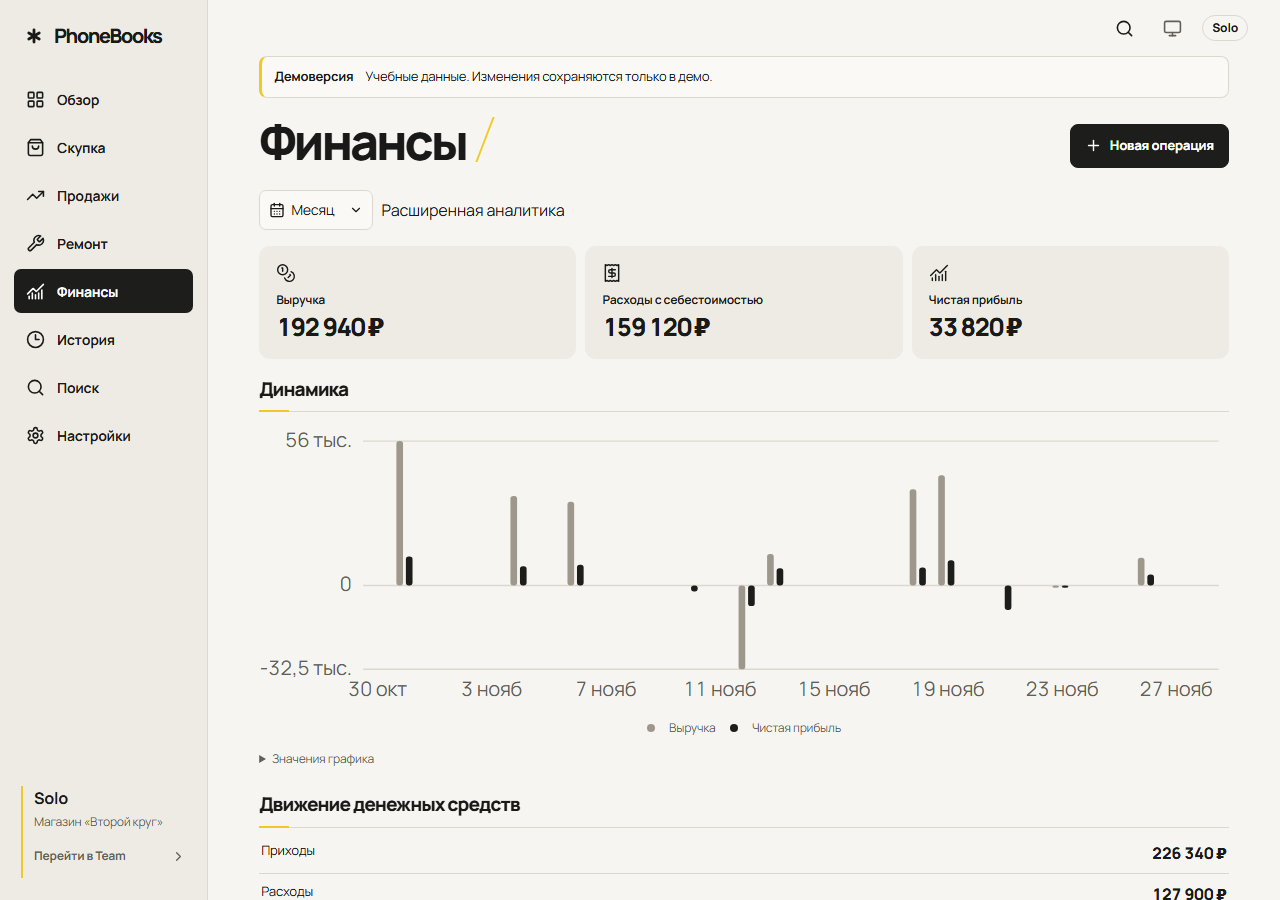 PhoneBooks
Solo
Обзор
Скупка
Продажи
Ремонт
Финансы
История
Поиск
Настройки
Solo
Магазин «Второй круг»
Перейти в Team
Демоверсия Учебные данные. Изменения сохраняются только в демо.
Финансы
Новая операция
Месяц
Расширенная аналитика
Выручка
192 940 ₽
Расходы с себестоимостью
159 120 ₽
Чистая прибыль
33 820 ₽
Динамика
56 тыс.
0
-32,5 тыс.
30 окт 3 нояб 7 нояб 11 нояб 15 нояб 19 нояб 23 нояб 27 нояб
Выручка Чистая прибыль
Значения графика
Движение денежных средств
Приходы 226 340 ₽
Расходы 127 900 ₽